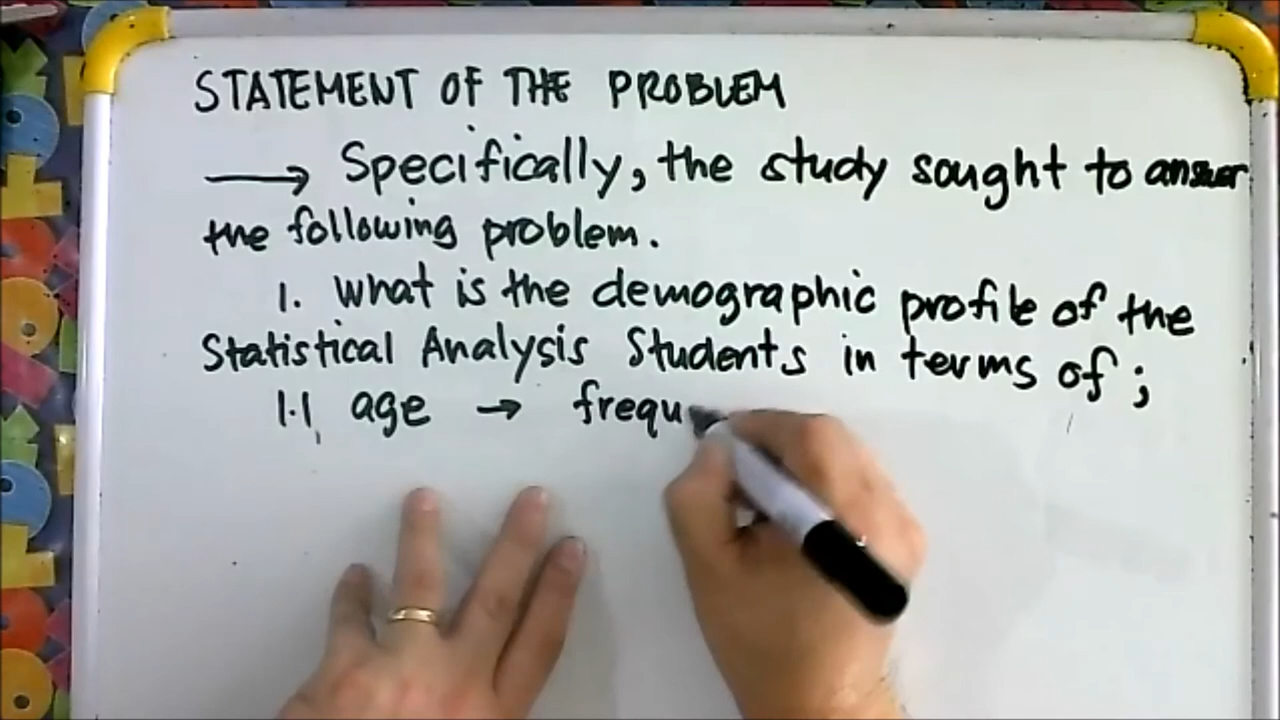 STATEMENT OF THE PROBLEM
→ Specifically, the study sought to answer
the following problem.
1. what is the demographic profile of the
Statistical Analysis Students in terms of ;
1.1 age → frequ